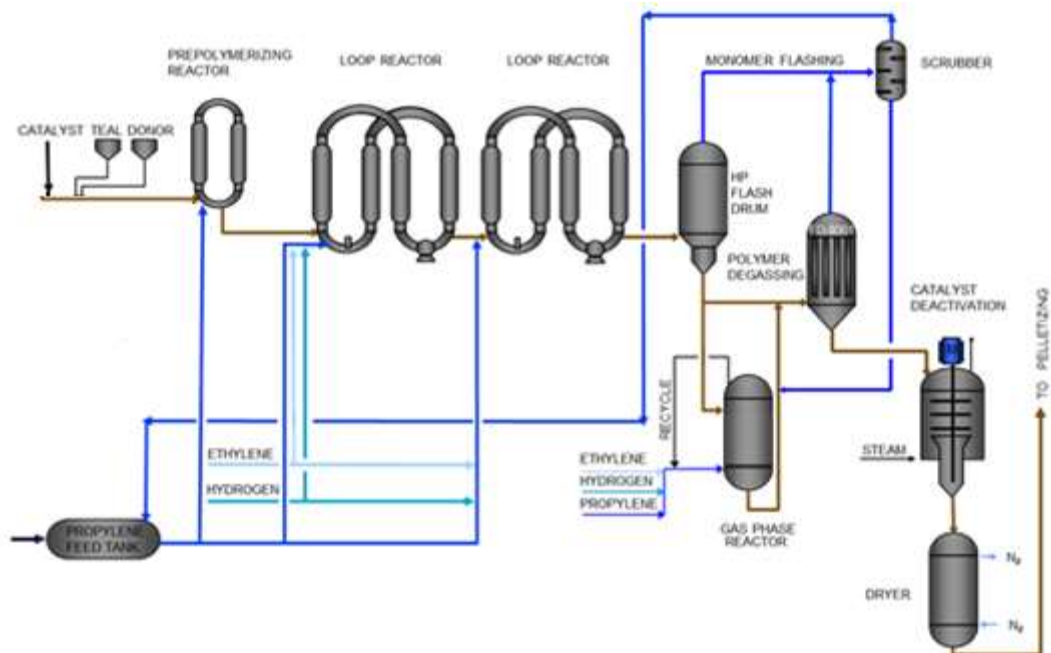 PREPOLYMERIZING
REACTOR
LOOP REACTOR
LOOP REACTOR
MONOMER FLASHING
SCRUBBER
CATALYST TEAL DONOR
HP
FLASH
DRUM
POLYMER
DEGASSING
CATALYST
DEACTIVATION
TO PELLETIZING
RECYCLE
ETHYLENE
HYDROGEN
ETHYLENE
HYDROGEN
PROPYLENE
STEAM
PROPYLENE
FEED TANK
GAS PHASE
REACTOR
DRYER
N₂
N₂